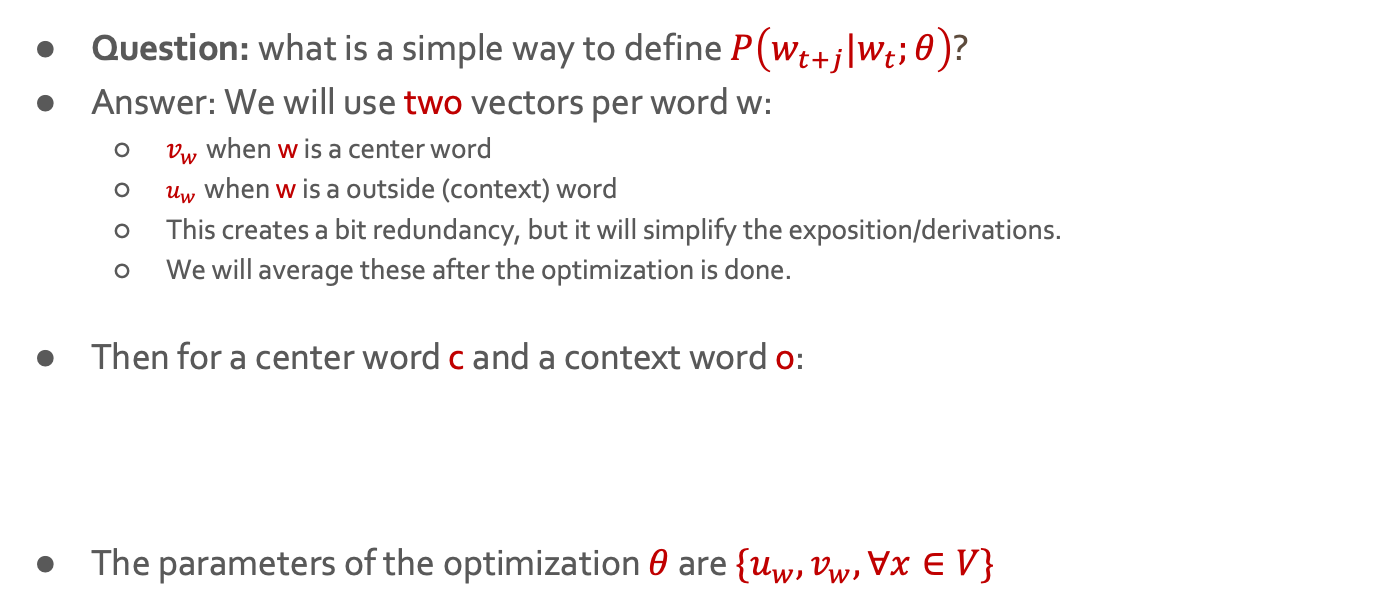 ● Question: what is a simple way to define P(w_{t+j}|w_t; θ)?
● Answer: We will use two vectors per word w:
○ v_w when w is a center word
○ u_w when w is a outside (context) word
○ This creates a bit redundancy, but it will simplify the exposition/derivations.
○ We will average these after the optimization is done.
● Then for a center word c and a context word o:
● The parameters of the optimization θ are {u_w, v_w, ∀x ∈ V}